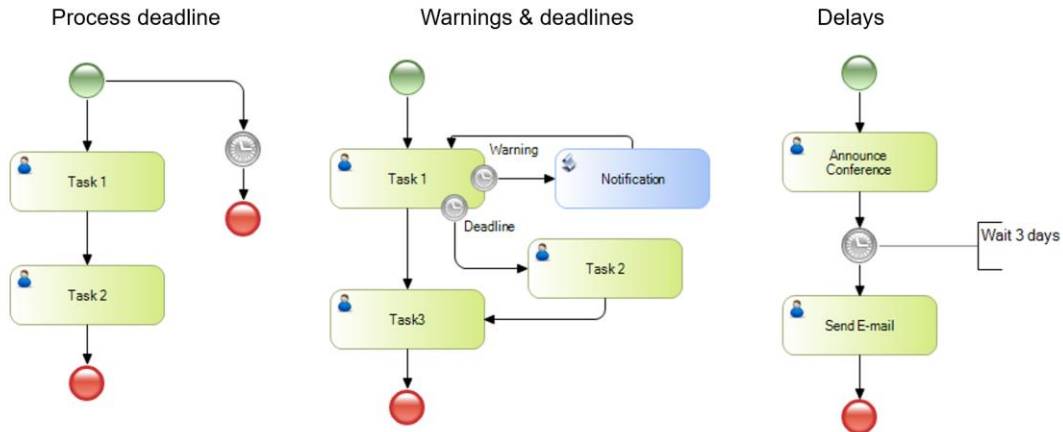 Process deadline
Warnings & deadlines
Delays
Task 1
Task 2
Task 1
Warning
Notification
Deadline
Task 2
Task3
Announce
Conference
Wait 3 days
Send E-mail